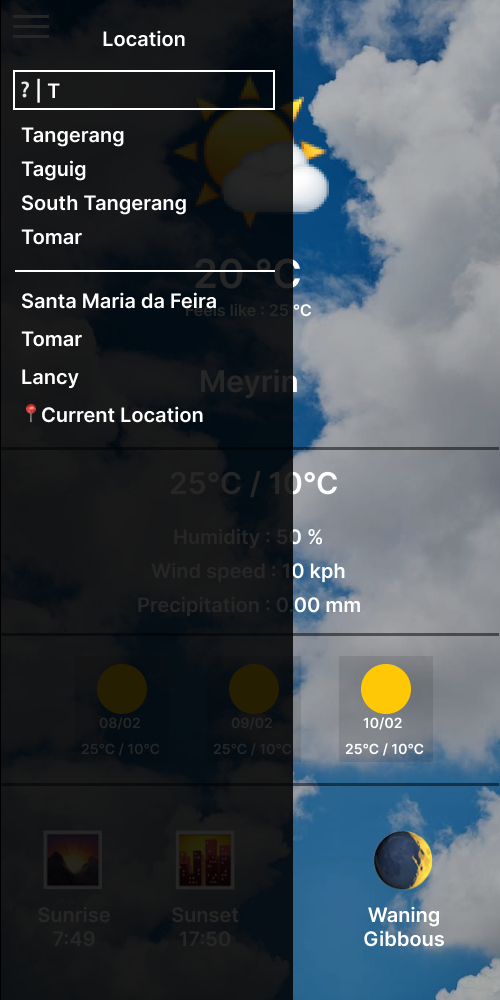 Location
? | T
Tangerang
Taguig
South Tangerang
Tomar
20 °C
Feels like : 25 °C
Santa Maria da Feira
Tomar
Lancy
Meyrin
📍Current Location
25°C / 10°C
Humidity : 50 %
Wind speed : 10 kph
Precipitation : 0.00 mm
08/02 09/02 10/02
25°C / 10°C 25°C / 10°C 25°C / 10°C
Sunrise Sunset Waning
7:49 17:50 Gibbous